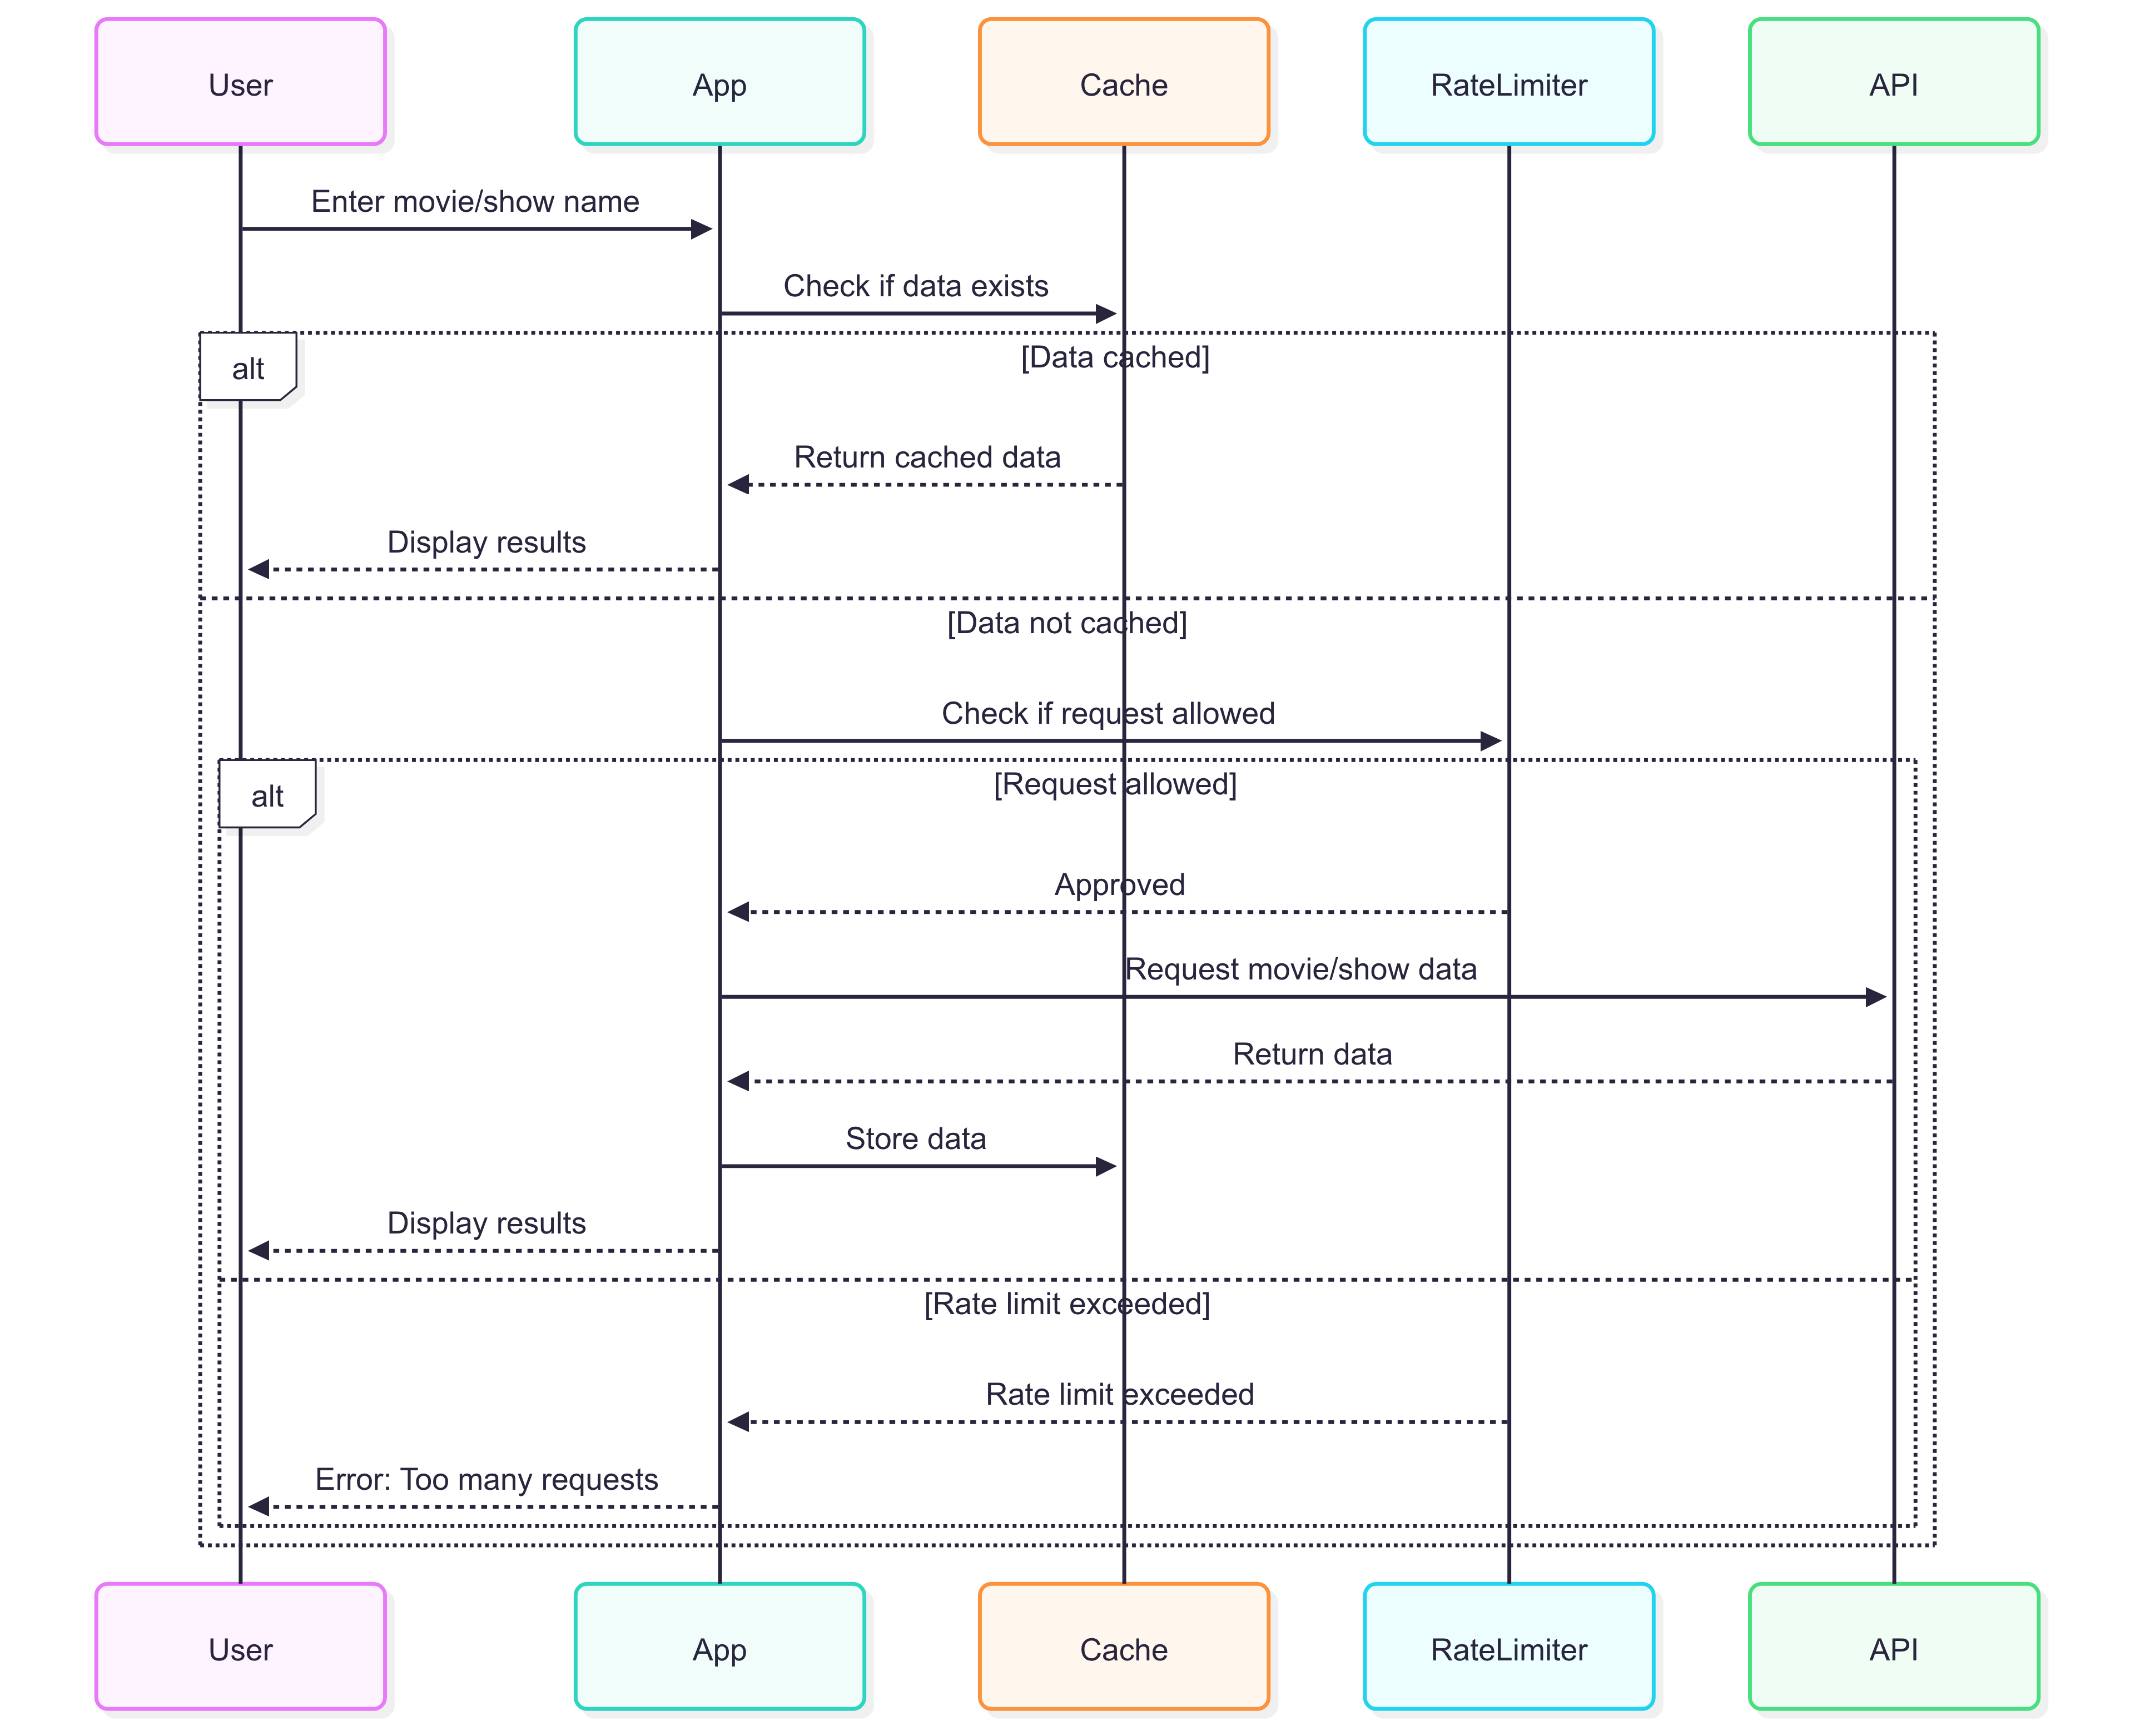 User
App
Cache
RateLimiter
API
Enter movie/show name
Check if data exists
alt
[Data cached]
Return cached data
Display results
[Data not cached]
Check if request allowed
alt
[Request allowed]
Approved
Request movie/show data
Return data
Store data
Display results
[Rate limit exceeded]
Rate limit exceeded
Error: Too many requests
User
App
Cache
RateLimiter
API